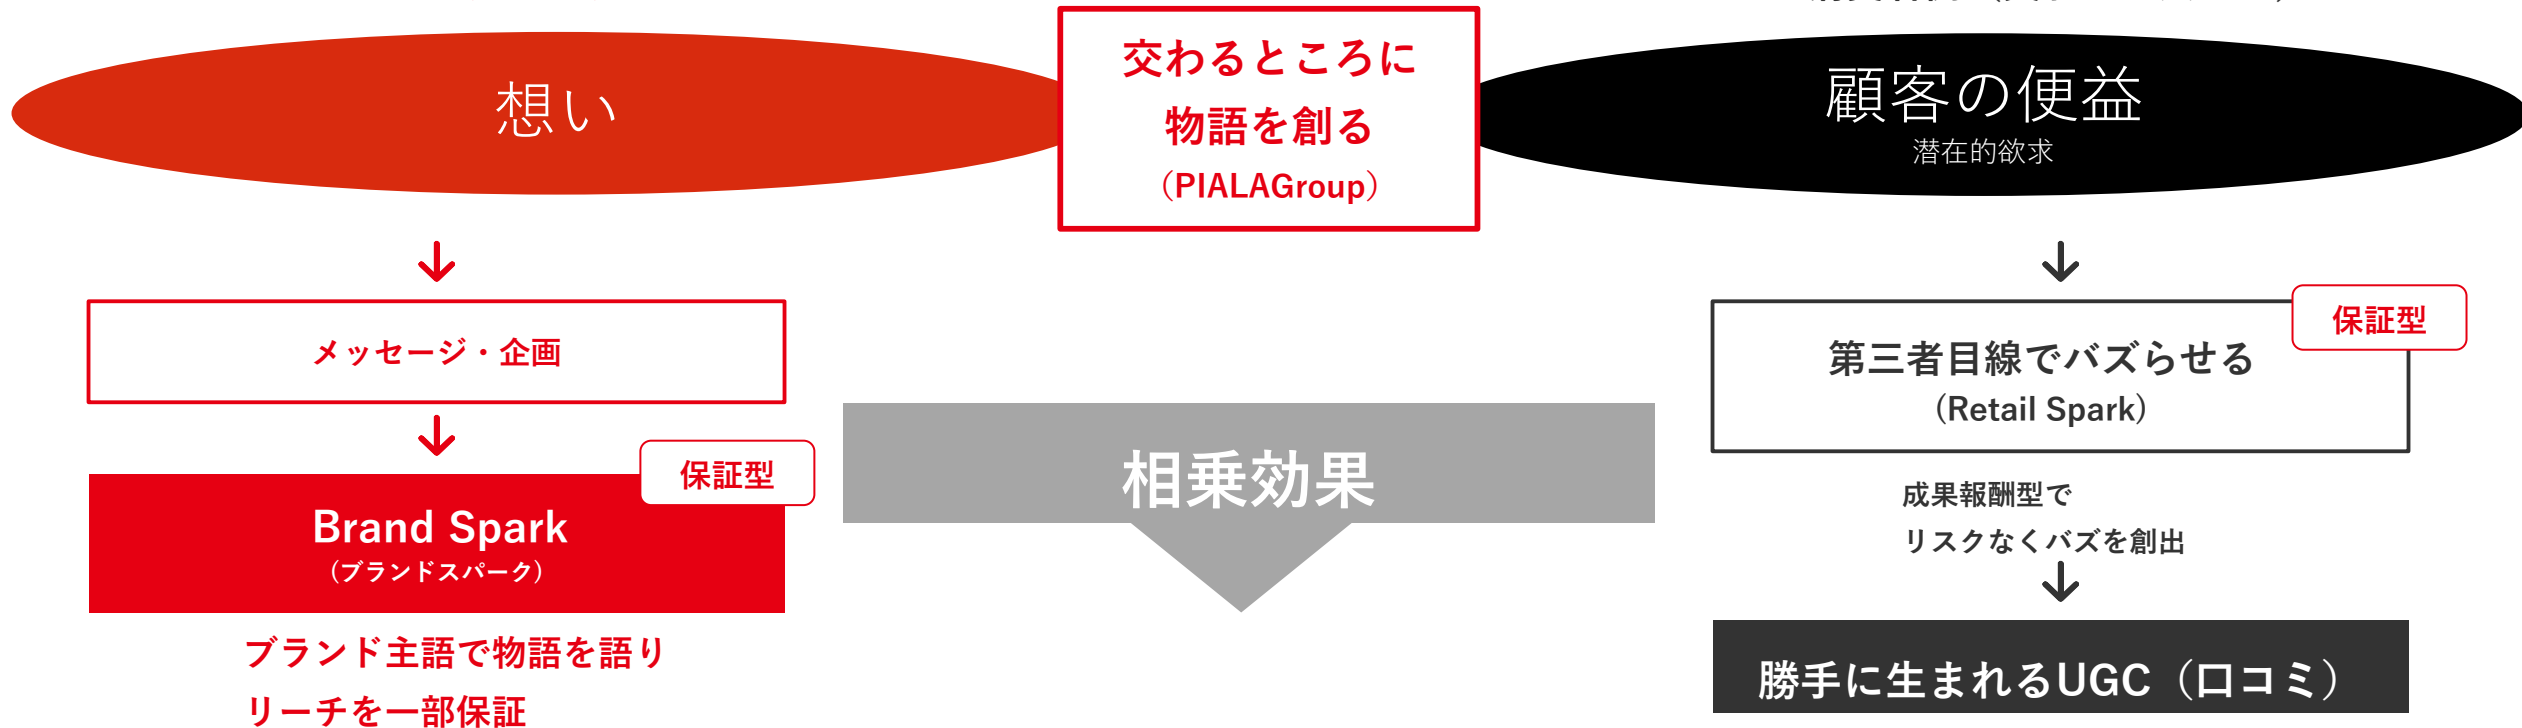 想い
交わるところに
物語を創る
（PIALAGroup）
顧客の便益
潜在的欲求
メッセージ・企画
保証型
Brand Spark
（ブランドスパーク）
ブランド主語で物語を語り
リーチを一部保証
相乗効果
保証型
第三者目線でバズらせる
（Retail Spark）
成果報酬型で
リスクなくバズを創出
勝手に生まれるUGC（口コミ）